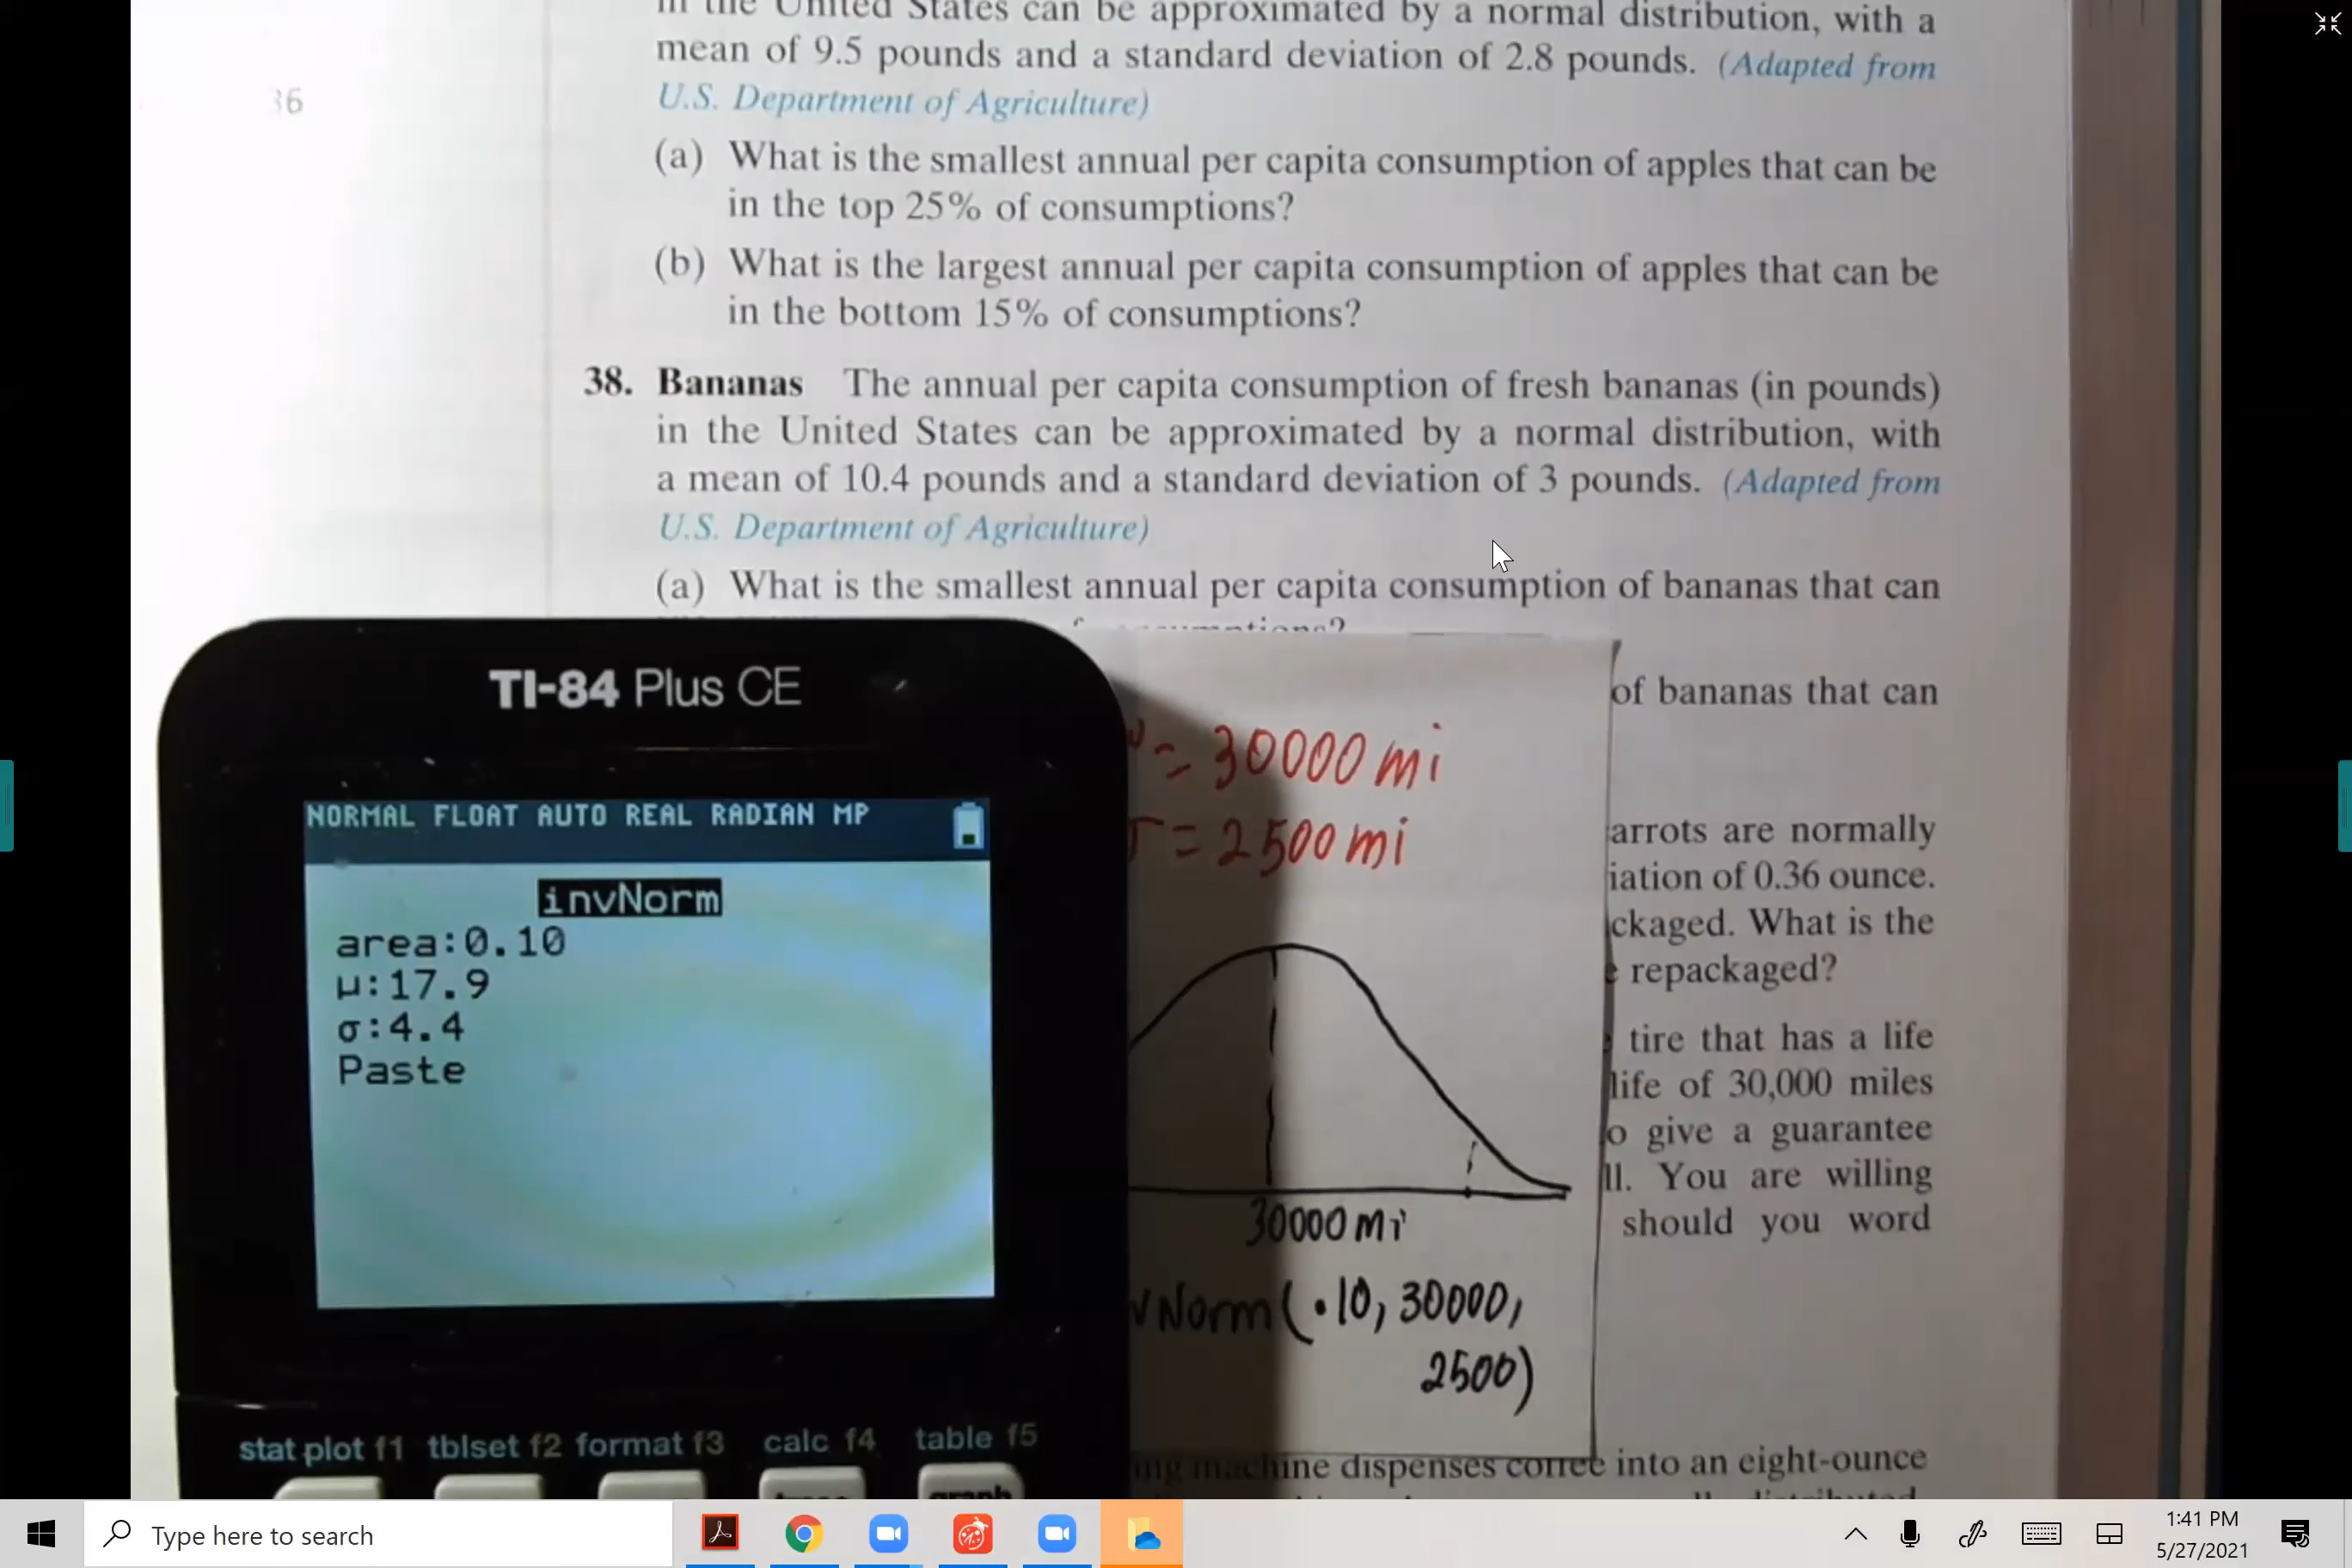 in the United States can be approximated by a normal distribution, with a
mean of 9.5 pounds and a standard deviation of 2.8 pounds. (Adapted from
U.S. Department of Agriculture)
(a) What is the smallest annual per capita consumption of apples that can be
in the top 25% of consumptions?
(b) What is the largest annual per capita consumption of apples that can be
in the bottom 15% of consumptions?
38. Bananas The annual per capita consumption of fresh bananas (in pounds)
in the United States can be approximated by a normal distribution, with
a mean of 10.4 pounds and a standard deviation of 3 pounds. (Adapted from
U.S. Department of Agriculture)
(a) What is the smallest annual per capita consumption of bananas that can
of bananas that can
arrots are normally
iation of 0.36 ounce.
ckaged. What is the
repackaged?
tire that has a life
life of 30,000 miles
o give a guarantee
ll. You are willing
should you word
ing machine dispenses coffee into an eight-ounce
36
TI-84 Plus CE
NORMAL FLOAT AUTO REAL RADIAN MP
invNorm
area:0.10
μ:17.9
σ:4.4
Paste
stat plot f1 tblset f2 format f3 calc f4 table f5
= 30000 mi
= 2500 mi
30000 mi
vNorm(.10, 30000,
2500)
Type here to search
1:41 PM
5/27/2021